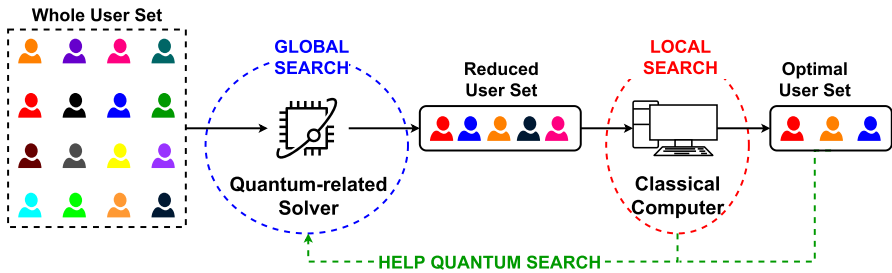 Whole User Set
GLOBAL
SEARCH
Quantum-related
Solver
Reduced
User Set
LOCAL
SEARCH
Classical
Computer
Optimal
User Set
HELP QUANTUM SEARCH